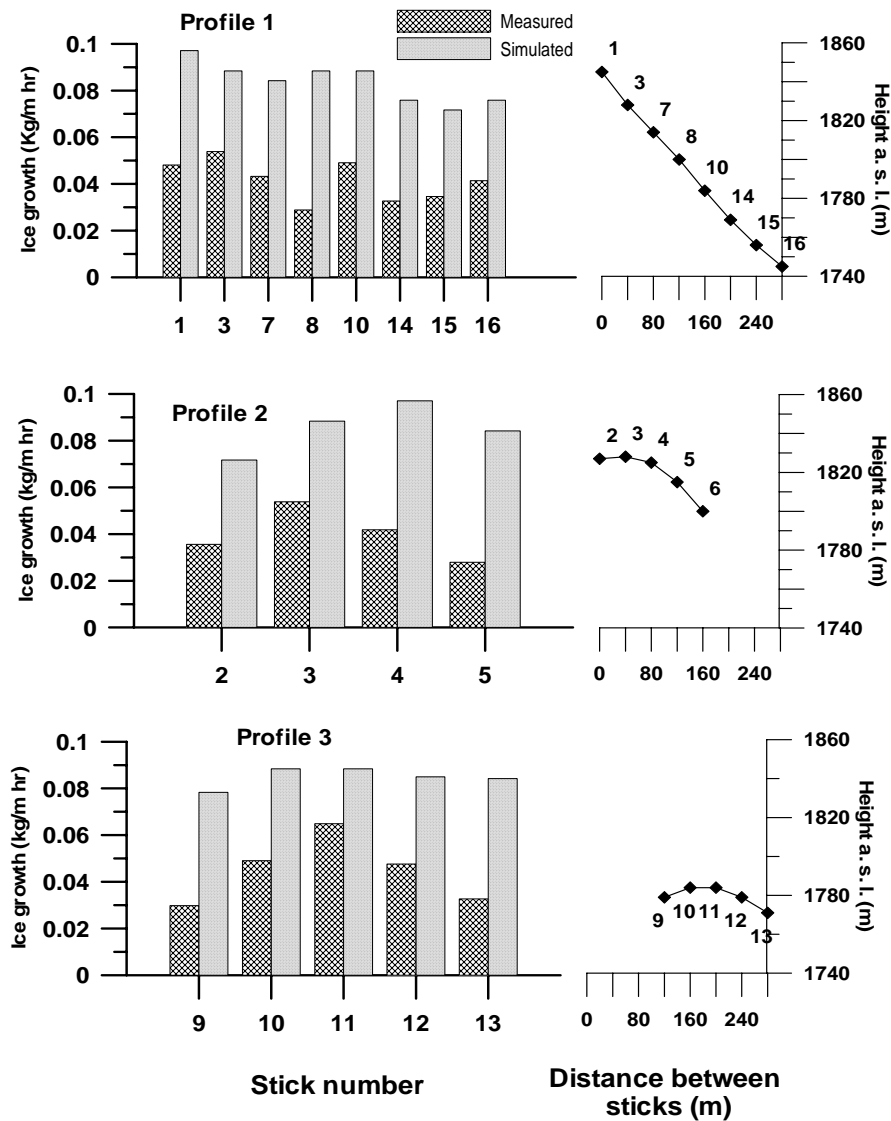 Profile 1
Measured
Simulated
Ice growth (Kg/m hr)
0.1
0.08
0.06
0.04
0.02
0
1 3 7 8 10 14 15 16
1
3
7
8
10
14
15
16
1860
1820
1780
1740
Height a. s. l. (m)
0 80 160 240
Profile 2
Ice growth (kg/m hr)
0.1
0.08
0.06
0.04
0.02
0
2 3 4 5
2 3 4
5
6
1860
1820
1780
1740
Height a. s. l. (m)
0 80 160 240
Profile 3
Ice growth (kg/m hr)
0.1
0.08
0.06
0.04
0.02
0
9 10 11 12 13
9 10 11 12
13
1860
1820
1780
1740
Height a. s. l. (m)
0 80 160 240
Stick number
Distance between
sticks (m)